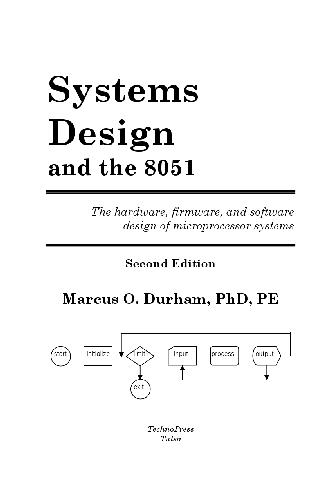 Systems
Design
and the 8051
The hardware, firmware, and software
design of microprocessor systems
Second Edition
Marcus O. Durham, PhD, PE
start initialize limit input process output
exit
TechnoPress
Tulsa